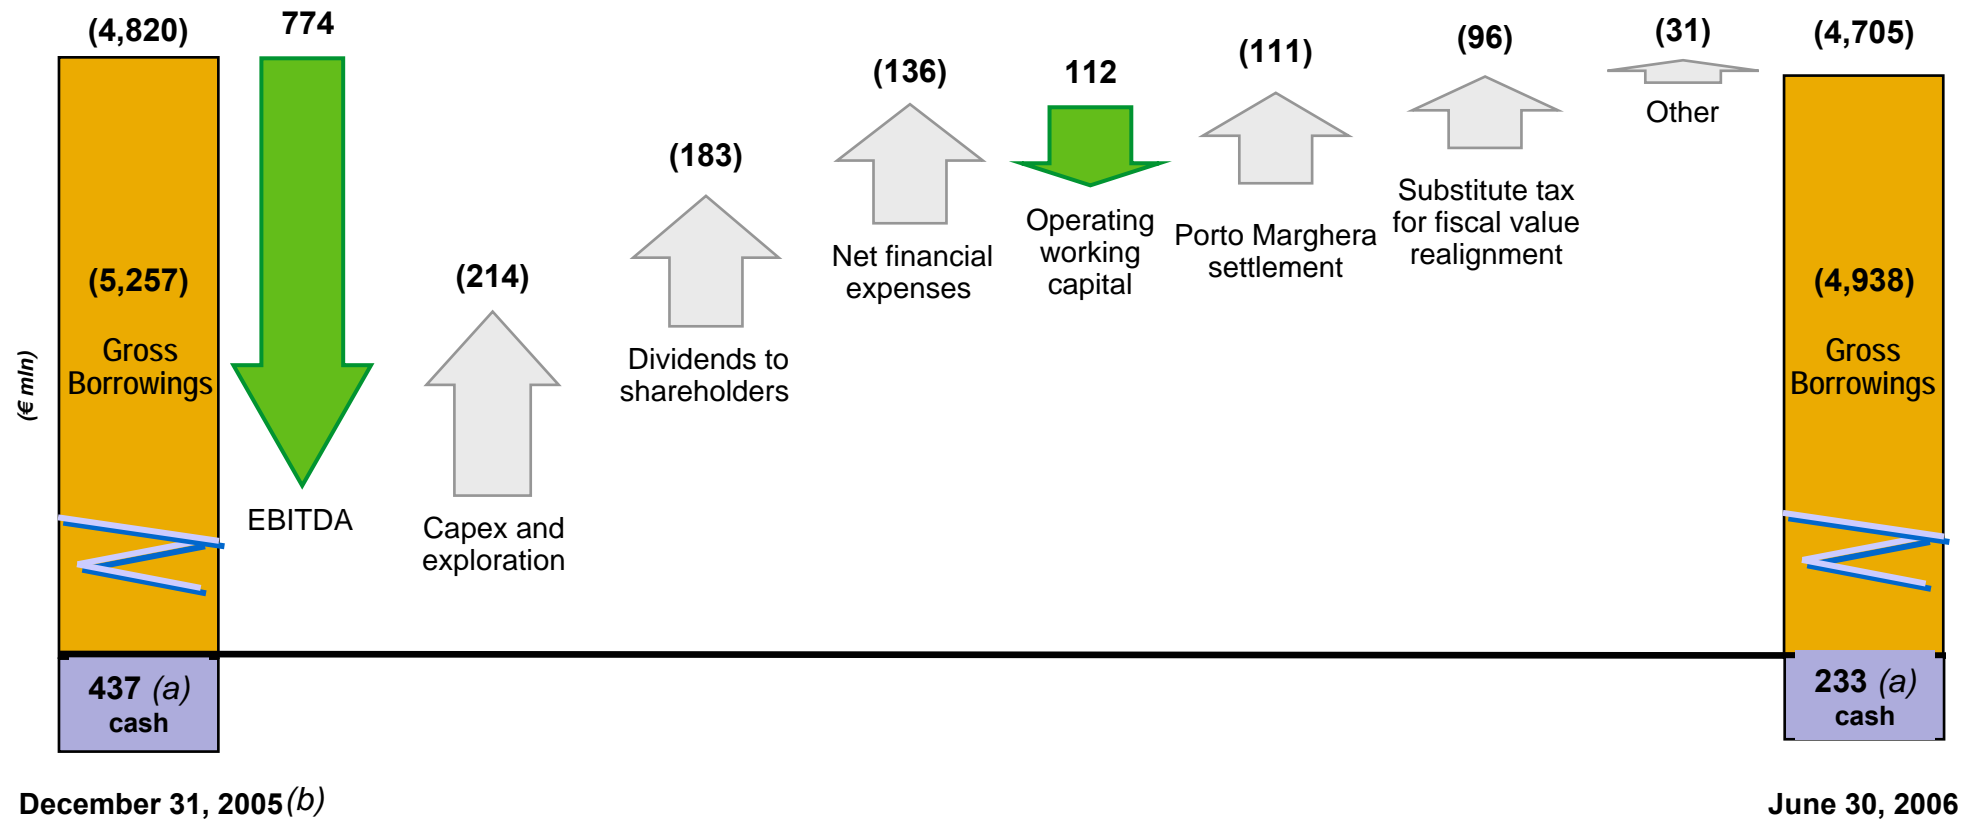 (4,820)
774
(136)
112
(111)
(96)
(31)
(4,705)
(183)
Other
(214)
(5,257)
Gross
Borrowings
(€ mln)
EBITDA
Capex and
exploration
Dividends to
shareholders
Net financial
expenses
Operating
working
capital
Porto Marghera
settlement
Substitute tax
for fiscal value
realignment
(4,938)
Gross
Borrowings
437 (a)
cash
233 (a)
cash
December 31, 2005 (b)
June 30, 2006